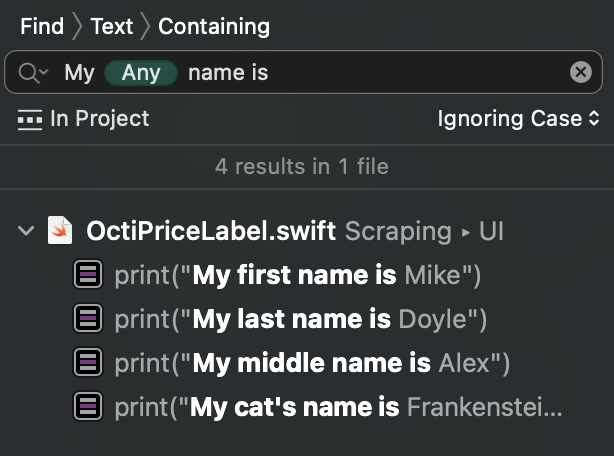 Find > Text > Containing
My Any name is
In Project Ignoring Case
4 results in 1 file
OctiPriceLabel.swift Scraping ▸ UI
print("My first name is Mike")
print("My last name is Doyle")
print("My middle name is Alex")
print("My cat's name is Frankenstei...